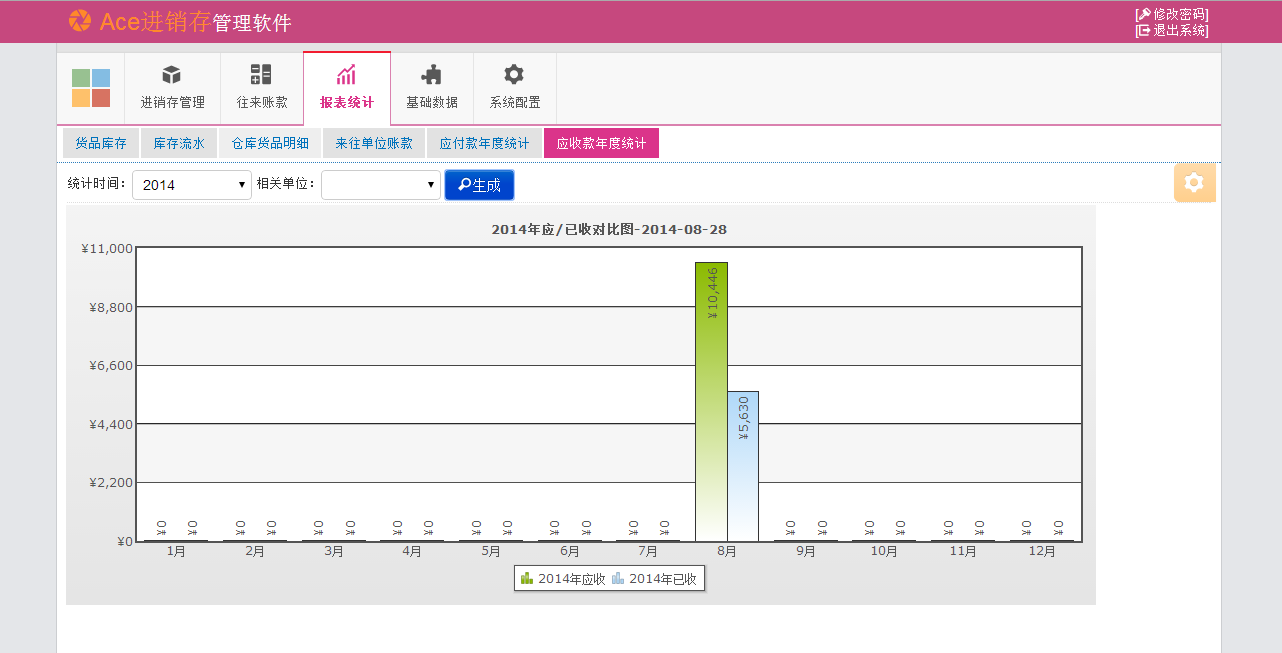 Ace进销存管理软件
[修改密码]
[退出系统]
进销存管理 往来账款 报表统计 基础数据 系统配置
货品库存 库存流水 仓库货品明细 来往单位账款 应付款年度统计 应收款年度统计
统计时间： 2014 相关单位： 生成
2014年应/已收对比图-2014-08-28
¥11,000
¥8,800
¥6,600
¥4,400
¥2,200
¥0
¥0 ¥0 ¥0 ¥0 ¥0 ¥0 ¥0 ¥0 ¥0 ¥0 ¥0 ¥0 ¥0 ¥0 ¥10,446 ¥5,630 ¥0 ¥0 ¥0 ¥0 ¥0 ¥0 ¥0 ¥0
1月 2月 3月 4月 5月 6月 7月 8月 9月 10月 11月 12月
2014年应收 2014年已收